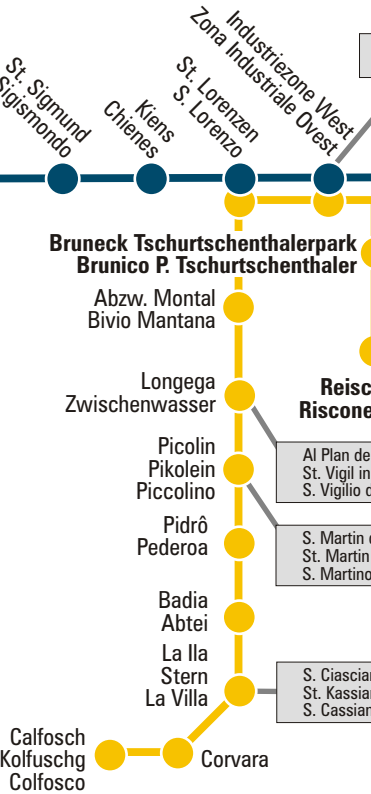 St. Sigmund
Sigismondo
Kiens
Chienes
St. Lorenzen
S. Lorenzo
Industriezone West
Zona Industriale Ovest
Bruneck Tschurtschenthalerpark
Brunico P. Tschurtschenthaler
Abzw. Montal
Bivio Mantana
Longega
Zwischenwasser
Reisc
Riscone
Al Plan de
St. Vigil in
S. Vigilio d
Picolin
Pikolein
Piccolino
S. Martin
St. Martin
S. Martino
Pidrô
Pederoa
Badia
Abtei
La Ila
Stern
La Villa
S. Ciascian
St. Kassian
S. Cassian
Calfosch
Kolfuschg
Colfosco
Corvara